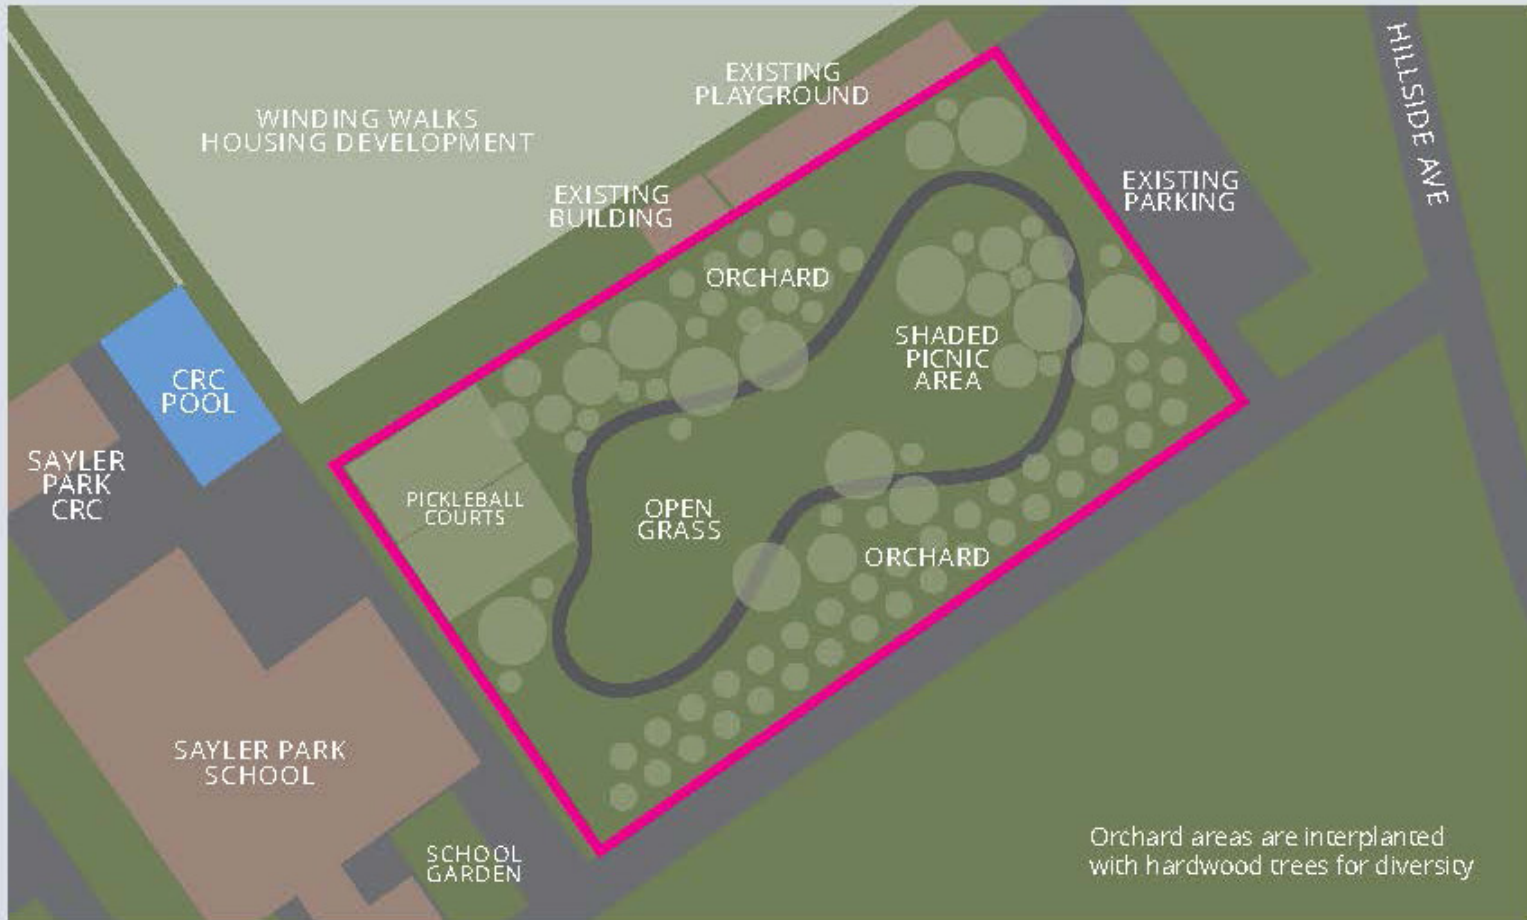 HILLSIDE AVE
EXISTING
PLAYGROUND
WINDING WALKS
HOUSING DEVELOPMENT
EXISTING
PARKING
EXISTING
BUILDING
ORCHARD
SHADED
PICNIC
AREA
CRC
POOL
SAYLER
PARK
CRC
PICKLEBALL
COURTS
OPEN
GRASS
ORCHARD
SAYLER PARK
SCHOOL
SCHOOL
GARDEN
Orchard areas are interplanted
with hardwood trees for diversity